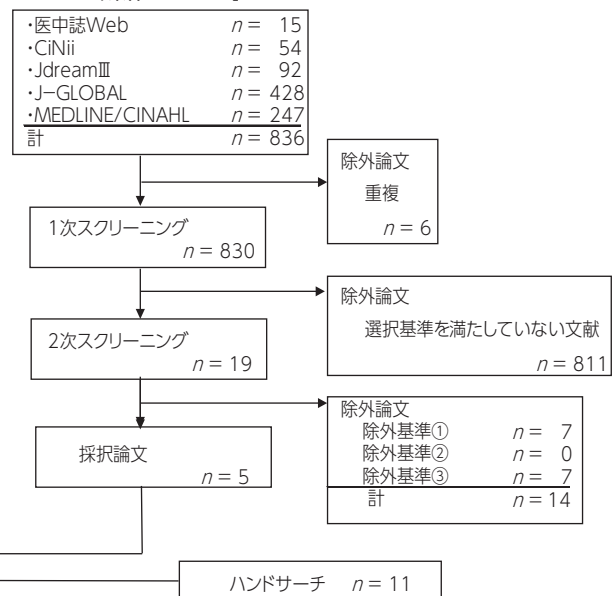 ・医中誌Web n = 15
・CiNii n = 54
・JdreamⅢ n = 92
・J−GLOBAL n = 428
・MEDLINE/CINAHL n = 247
計 n = 836
除外論文
重複
n = 6
1次スクリーニング
n = 830
除外論文
選択基準を満たしていない文献
n = 811
2次スクリーニング
n = 19
除外論文
除外基準① n = 7
除外基準② n = 0
除外基準③ n = 7
計 n = 14
採択論文
n = 5
ハンドサーチ n = 11